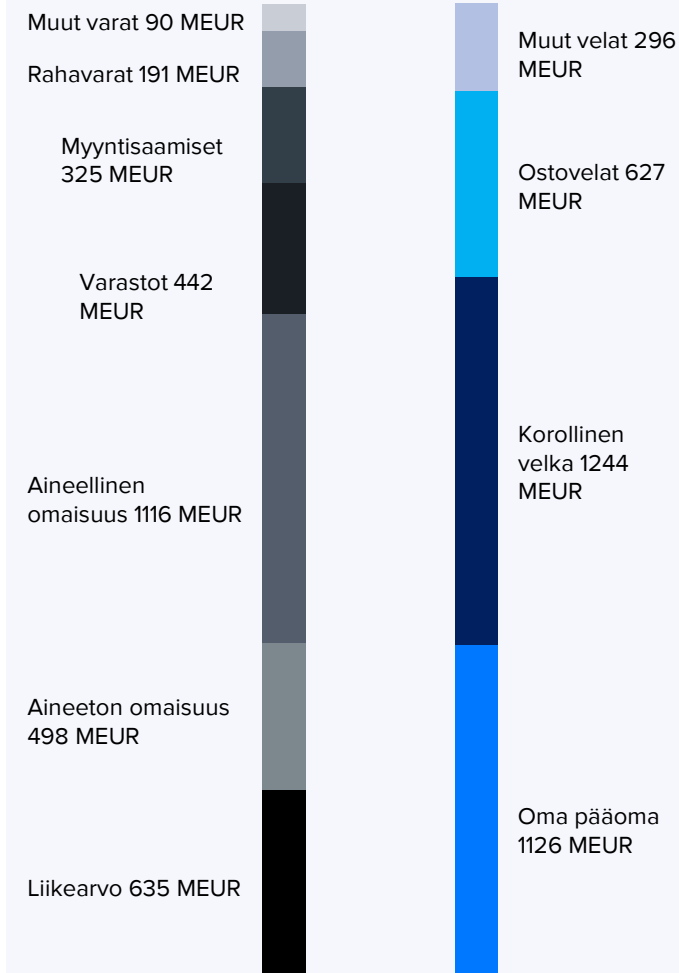 Muut varat 90 MEUR
Rahavarat 191 MEUR
Myyntisaamiset
325 MEUR
Varastot 442
MEUR
Aineellinen
omaisuus 1116 MEUR
Aineeton omaisuus
498 MEUR
Liikearvo 635 MEUR
Muut velat 296
MEUR
Ostovelat 627
MEUR
Korollinen
velka 1244
MEUR
Oma pääoma
1126 MEUR